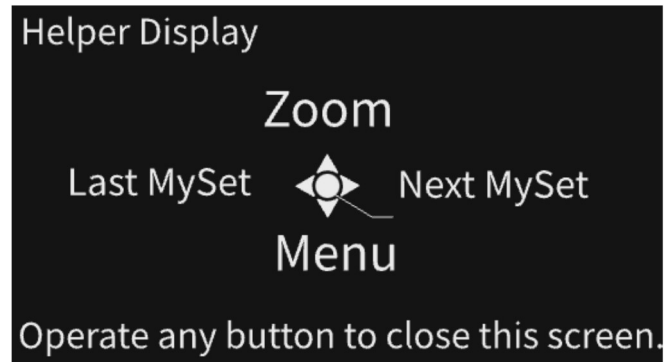 Helper Display
Zoom
Last MySet Next MySet
Menu
Operate any button to close this screen.